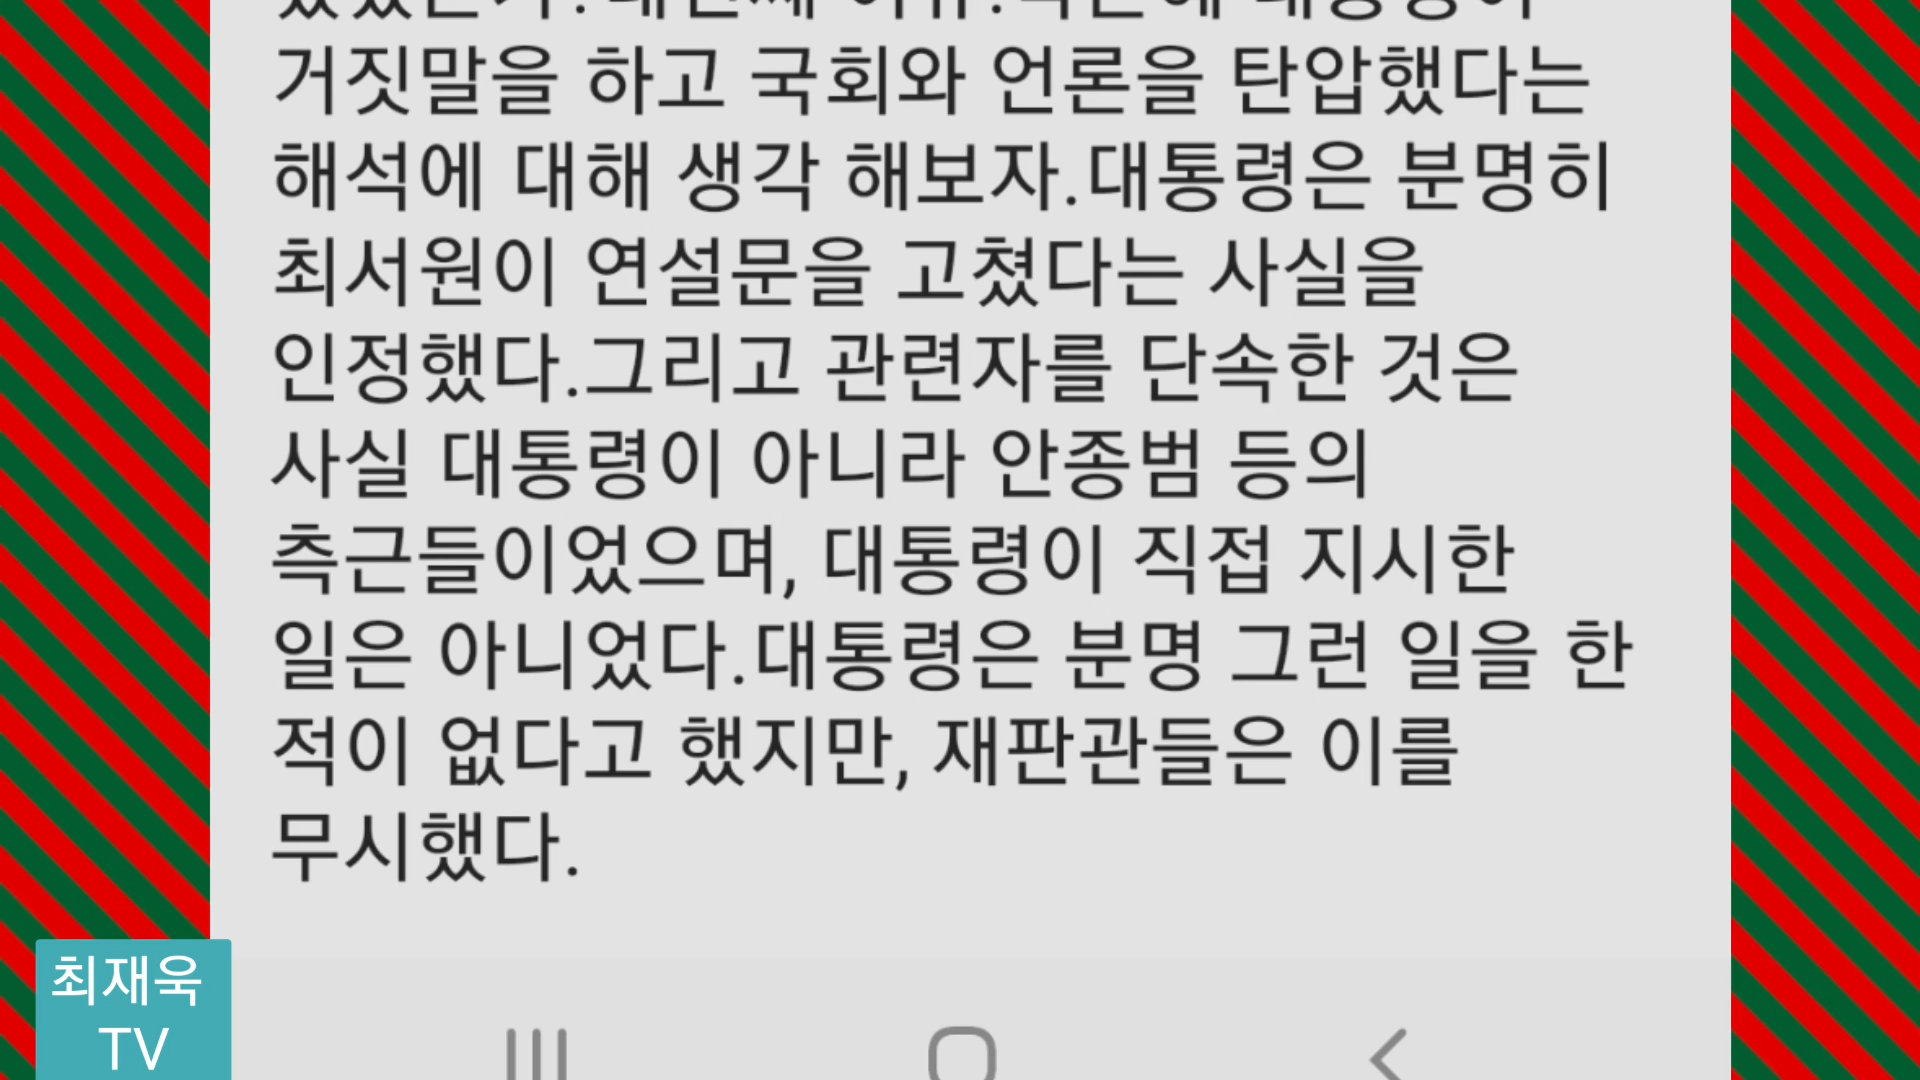 거짓말을 하고 국회와 언론을 탄압했다는
해석에 대해 생각 해보자.대통령은 분명히
최서원이 연설문을 고쳤다는 사실을
인정했다.그리고 관련자를 단속한 것은
사실 대통령이 아니라 안종범 등의
측근들이었으며, 대통령이 직접 지시한
일은 아니었다.대통령은 분명 그런 일을 한
적이 없다고 했지만, 재판관들은 이를
무시했다.
최재욱
TV